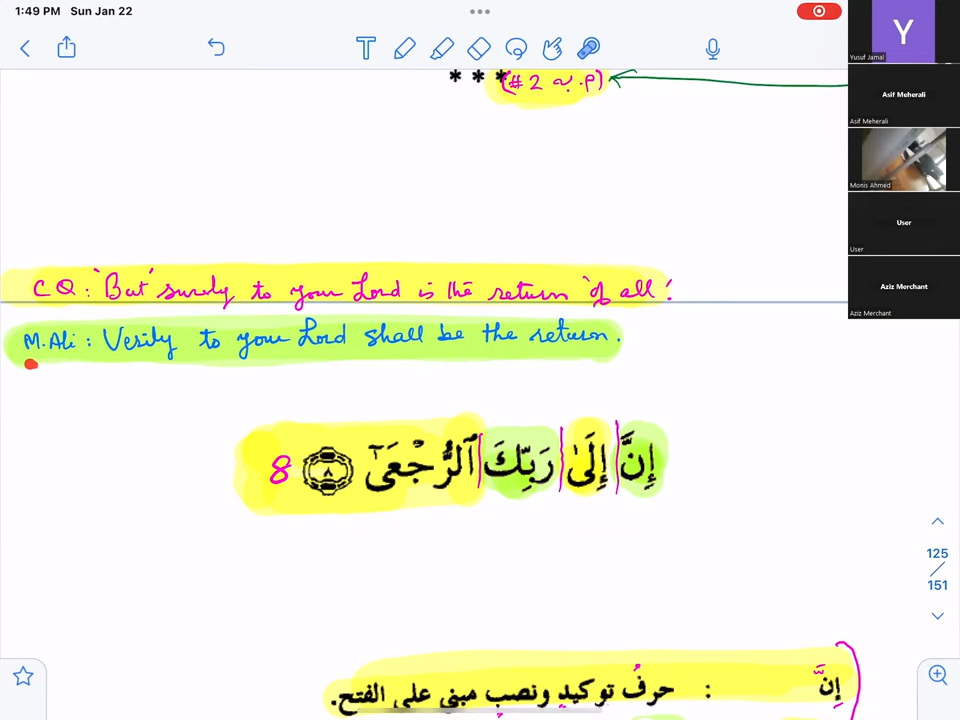 1:49 PM Sun Jan 22
Y
Yusuf Jamal
*** (# 2 ~ .P)
Asif Meherali
Asif Meherali
Monis Ahmed
User
User
Aziz Merchant
Aziz Merchant
CQ: 'But' surely to your Lord is the return 'of all!
M. Ali : Verily to your Lord shall be the return.
إِنَّ إِلَىٰ رَبِّكَ ٱلرُّجْعَىٰٓ ٨ 8
125
151
إنَّ : حرفُ توكيدٍ ونصبٍ مبني على الفتح.